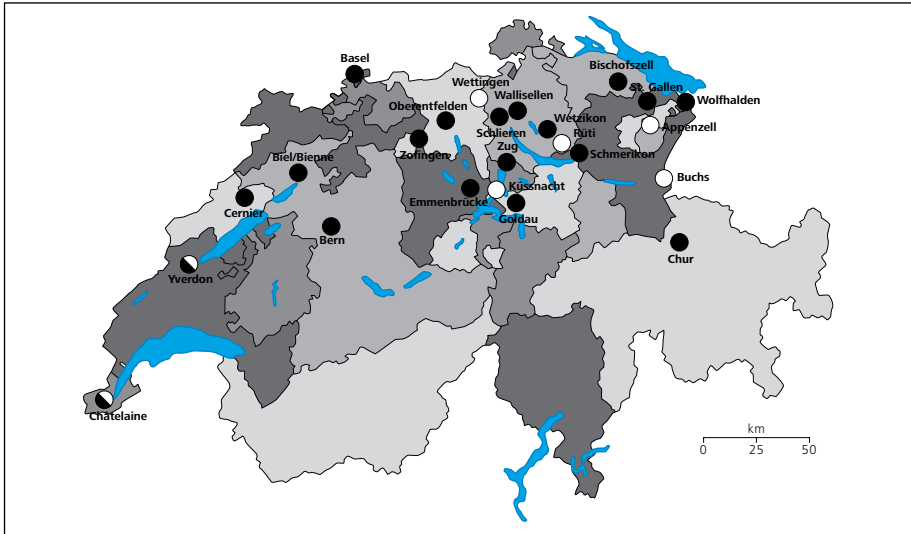 Basel
Wettingen
Bischofszell
Wallisellen
St. Gallen
Wolfhalden
Oberentfelden
Wetzikon
Appenzell
Schlieren
Rüti
Zug
Zofingen
Schmerikon
Biel/Bienne
Buchs
Küssnacht
Emmenbrücke
Cernier
Goldau
Bern
Chur
Yverdon
Châtelaine
km
0 25 50